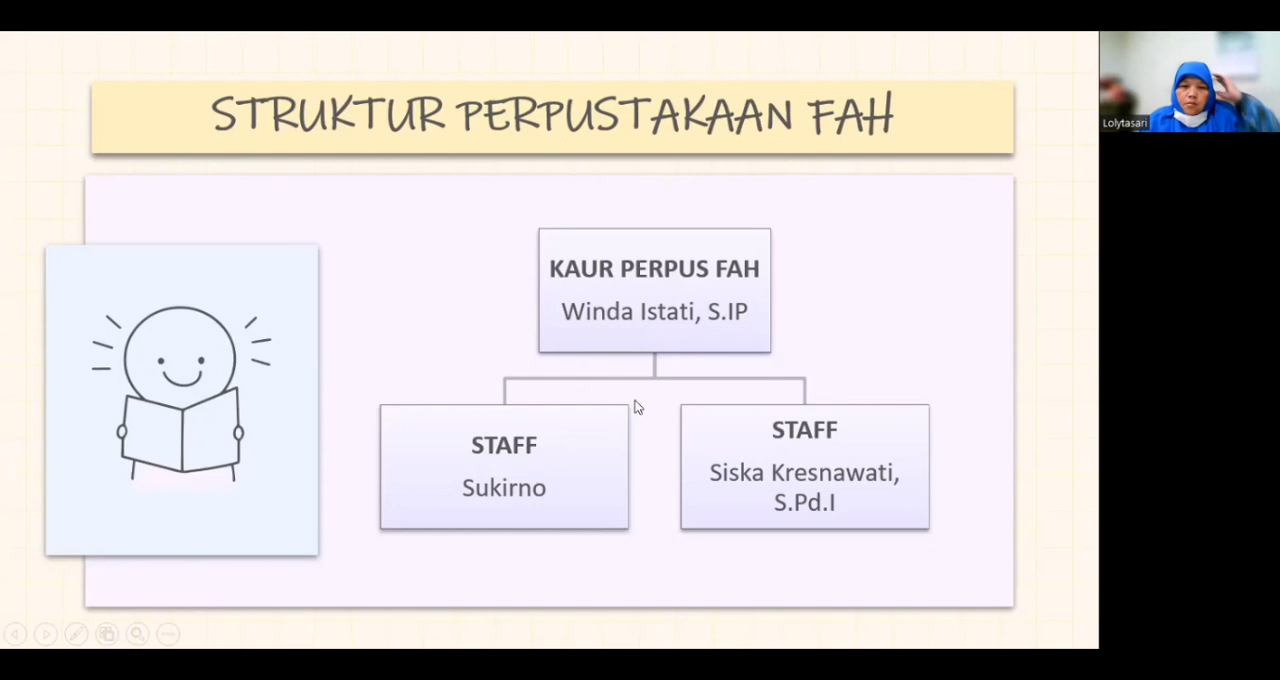 STRUKTUR PERPUSTAKAAN FAH
Lolytasari
KAUR PERPUS FAH
Winda Istati, S.IP
STAFF
Sukirno
STAFF
Siska Kresnawati,
S.Pd.I